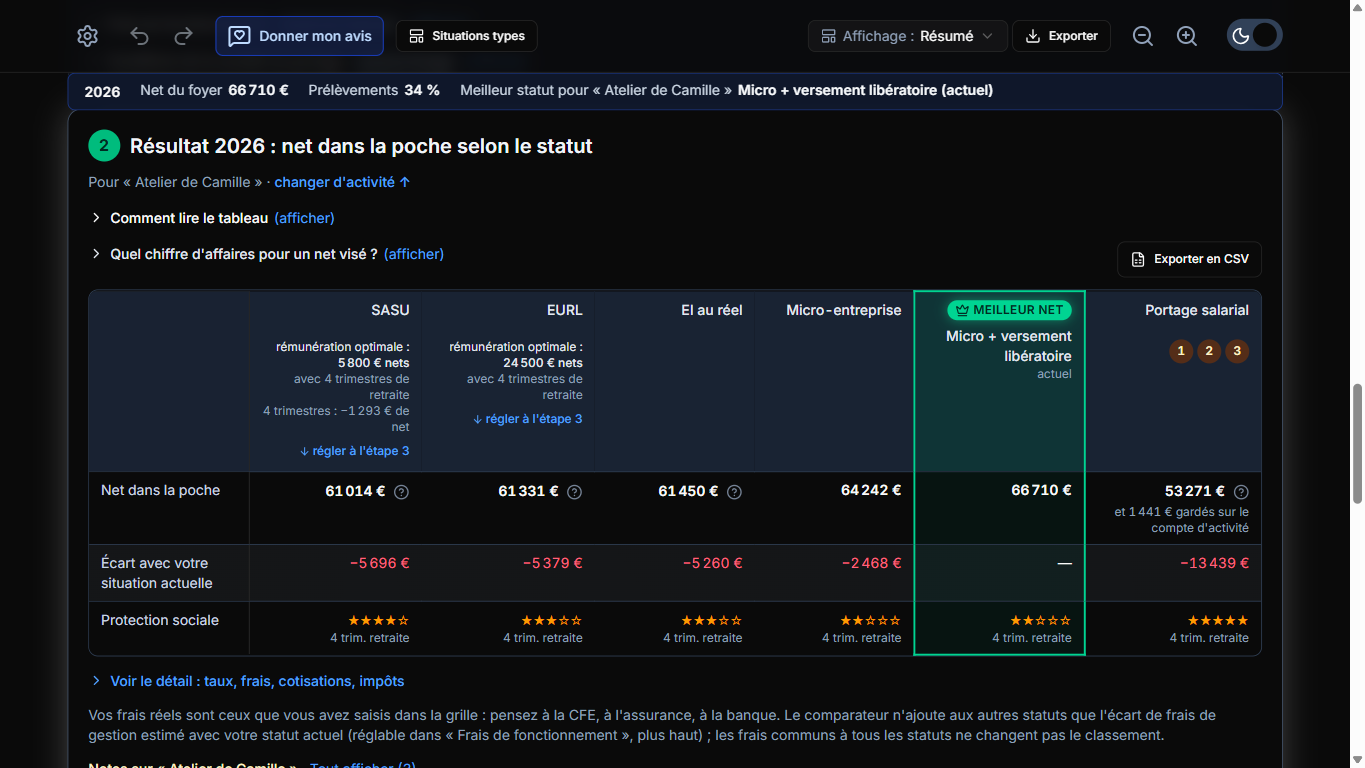 Donner mon avis
Situations types
Affichage : Résumé
Exporter
2026 Net du foyer 66 710 € Prélèvements 34 % Meilleur statut pour « Atelier de Camille » Micro + versement libératoire (actuel)
2 Résultat 2026 : net dans la poche selon le statut
Pour « Atelier de Camille » · changer d'activité ↑
Comment lire le tableau (afficher)
Quel chiffre d'affaires pour un net visé ? (afficher)
Exporter en CSV
SASU
rémunération optimale :
5 800 € nets
avec 4 trimestres de
retraite
4 trimestres : −1 293 € de
net
↓ régler à l'étape 3
EURL
rémunération optimale :
24 500 € nets
avec 4 trimestres de
retraite
↓ régler à l'étape 3
EI au réel
Micro-entreprise
MEILLEUR NET
Micro + versement
libératoire
actuel
Portage salarial
1 2 3
Net dans la poche 61 014 € ? 61 331 € ? 61 450 € ? 64 242 € 66 710 € 53 271 € ?
et 1 441 € gardés sur le
compte d'activité
Écart avec votre
situation actuelle
−5 696 € −5 379 € −5 260 € −2 468 € — −13 439 €
Protection sociale ★★★★☆ ★★★☆☆ ★★★☆☆ ★★☆☆☆ ★★☆☆☆ ★★★★★
4 trim. retraite 4 trim. retraite 4 trim. retraite 4 trim. retraite 4 trim. retraite 4 trim. retraite
Voir le détail : taux, frais, cotisations, impôts
Vos frais réels sont ceux que vous avez saisis dans la grille : pensez à la CFE, à l'assurance, à la banque. Le comparateur n'ajoute aux autres statuts que l'écart de frais de
gestion estimé avec votre statut actuel (réglable dans « Frais de fonctionnement », plus haut) ; les frais communs à tous les statuts ne changent pas le classement.
Notes sur « Atelier de Camille » · Tout afficher (3)